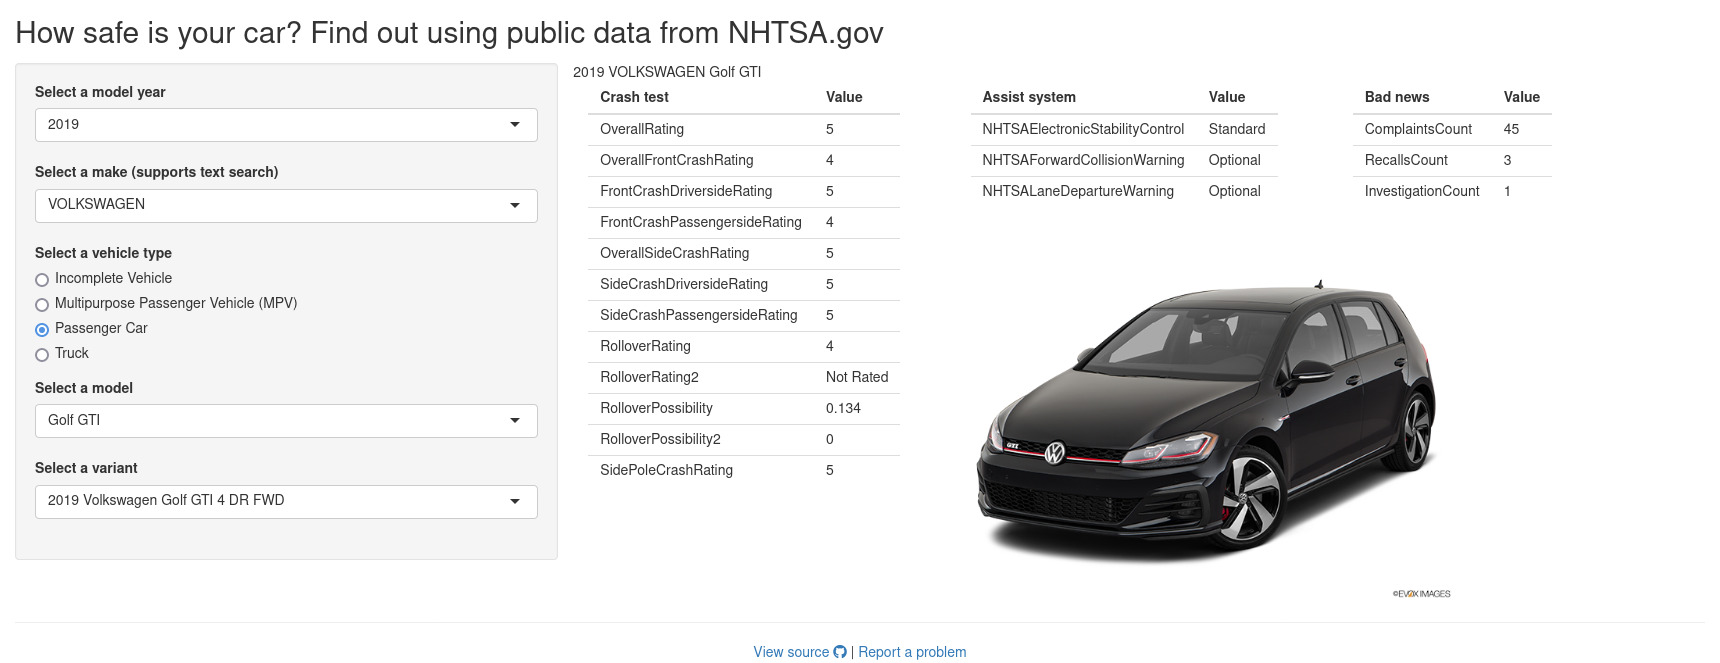 How safe is your car? Find out using public data from NHTSA.gov
Select a model year
2019
Select a make (supports text search)
VOLKSWAGEN
Select a vehicle type
Incomplete Vehicle
Multipurpose Passenger Vehicle (MPV)
Passenger Car
Truck
Select a model
Golf GTI
Select a variant
2019 Volkswagen Golf GTI 4 DR FWD
2019 VOLKSWAGEN Golf GTI
Crash test Value
OverallRating 5
OverallFrontCrashRating 4
FrontCrashDriversideRating 5
FrontCrashPassengersideRating 4
OverallSideCrashRating 5
SideCrashDriversideRating 5
SideCrashPassengersideRating 5
RolloverRating 4
RolloverRating2 Not Rated
RolloverPossibility 0.134
RolloverPossibility2 0
SidePoleCrashRating 5
Assist system Value
NHTSAElectronicStabilityControl Standard
NHTSAForwardCollisionWarning Optional
NHTSALaneDepartureWarning Optional
Bad news Value
ComplaintsCount 45
RecallsCount 3
InvestigationCount 1
GTI
©EVOX IMAGES
View source | Report a problem